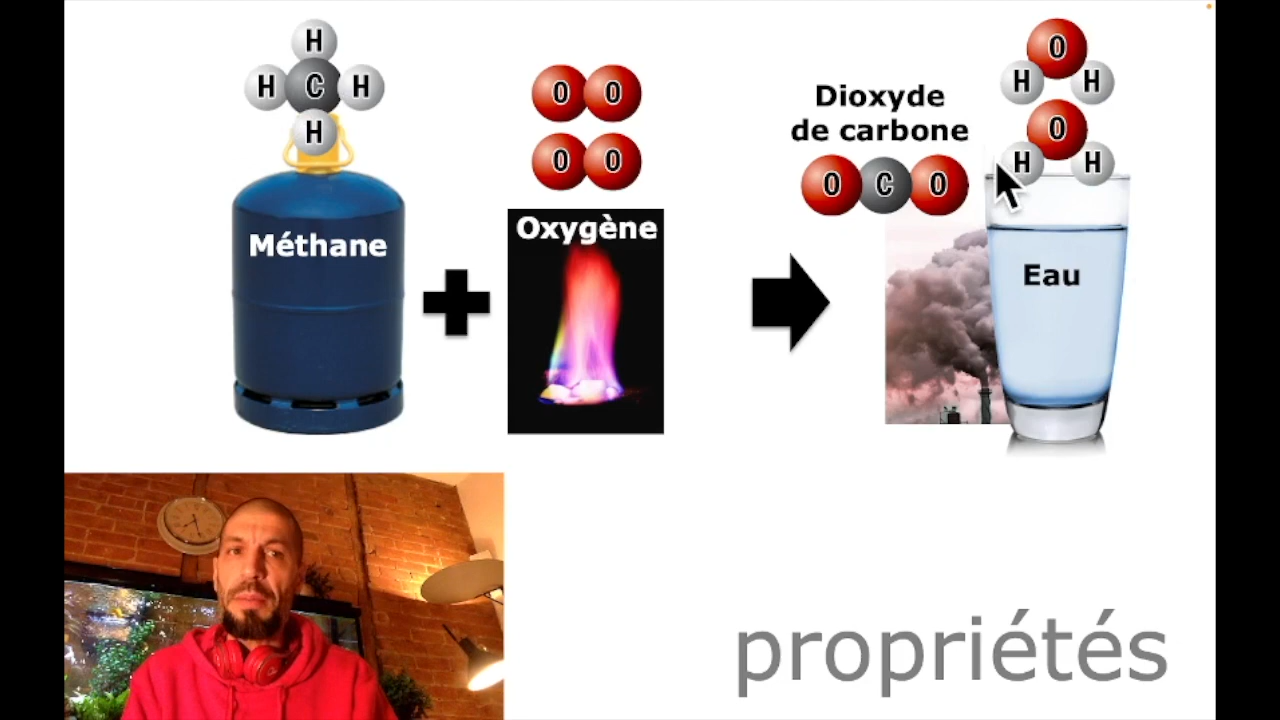 H
H C H
H
Méthane
O O
O O
Oxygène
Dioxyde
de carbone
O C O
O
H H
O
H H
Eau
propriétés